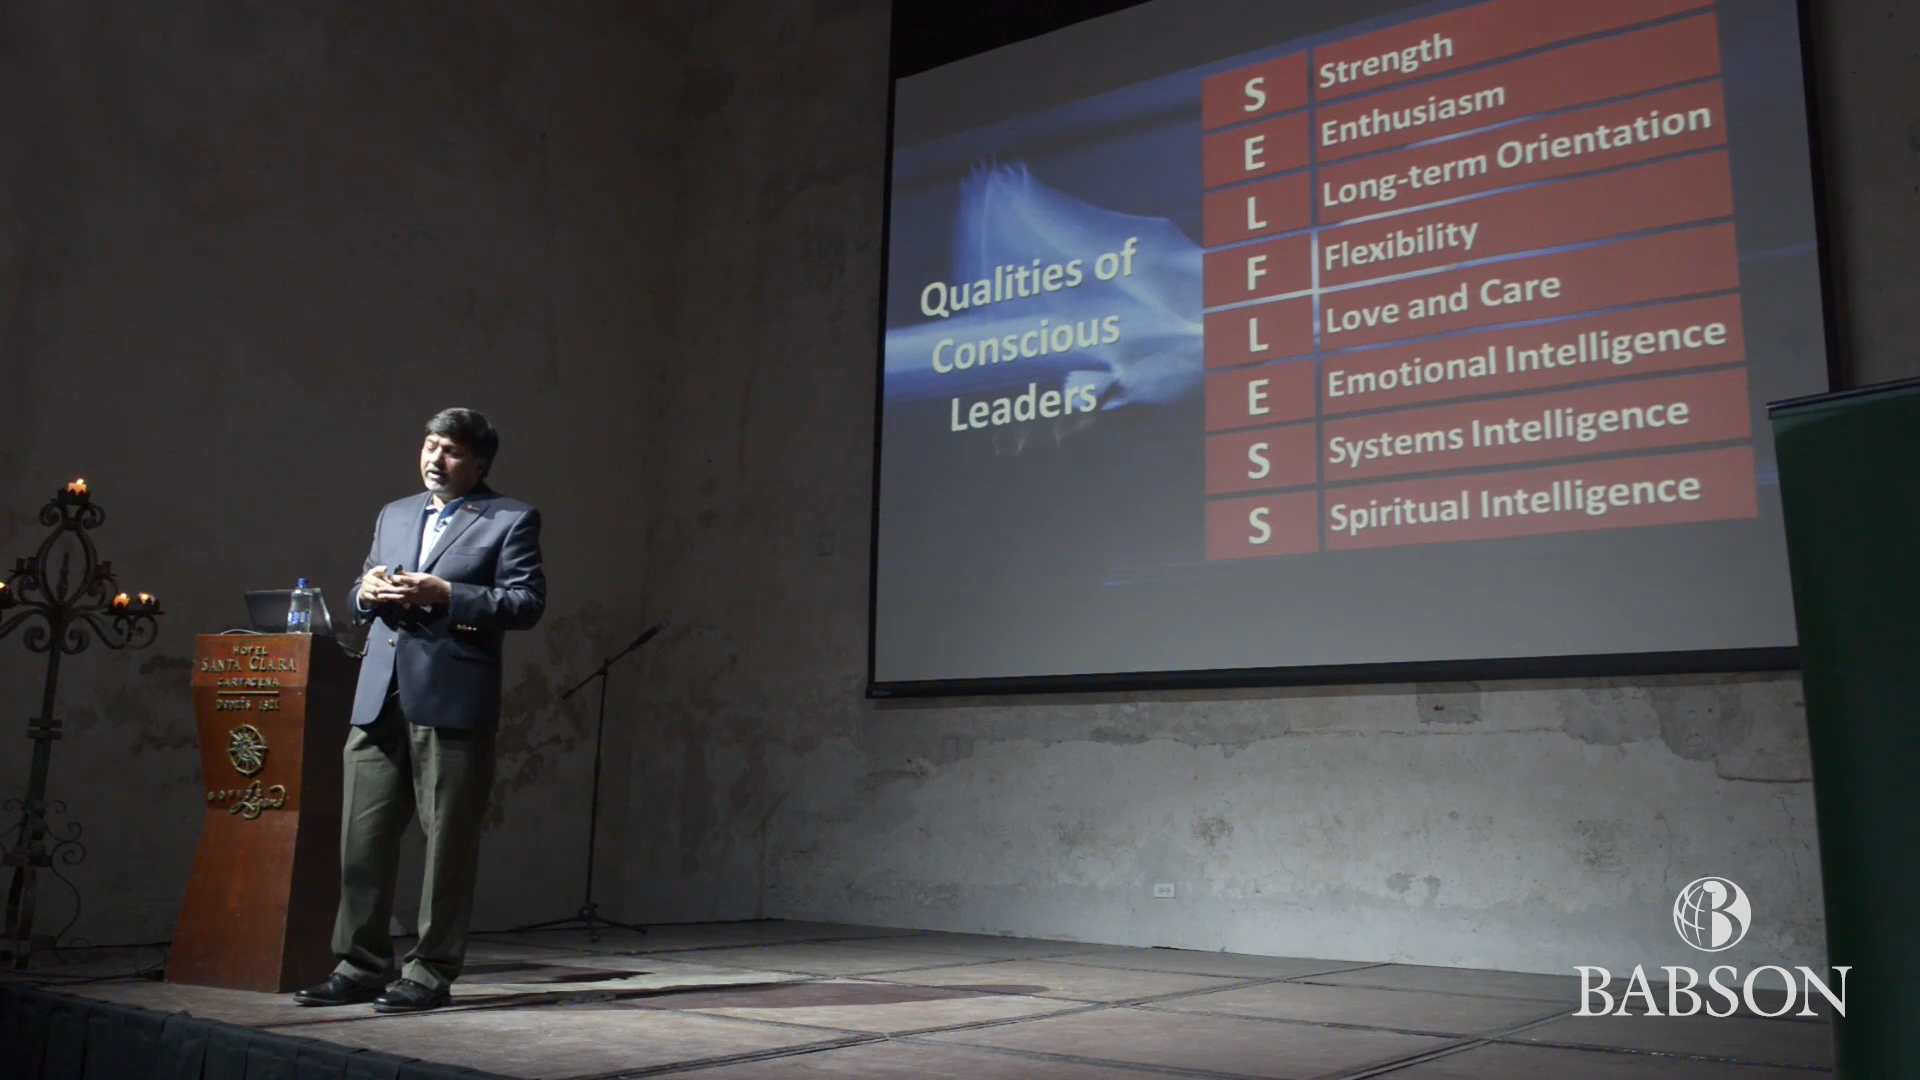 Qualities of
Conscious
Leaders
S Strength
E Enthusiasm
L Long-term Orientation
F Flexibility
L Love and Care
E Emotional Intelligence
S Systems Intelligence
S Spiritual Intelligence
HOTEL
SANTA CLARA
CARTAGENA
B
BABSON